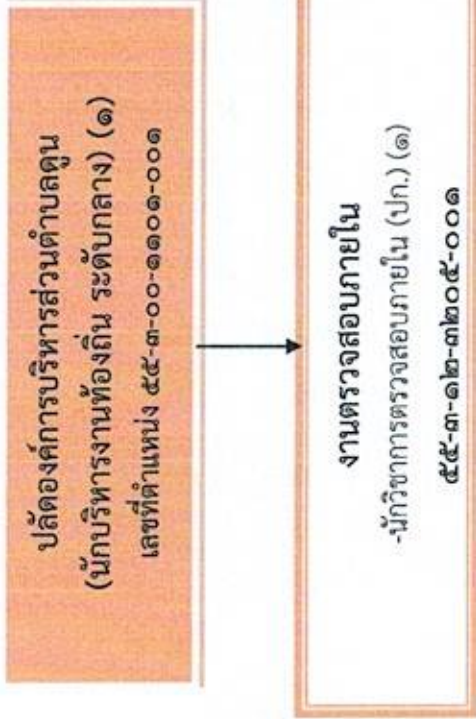 ปลัดองค์การบริหารส่วนตำบลดูน
(นักบริหารงานท้องถิ่น ระดับกลาง) (๑)
เลขที่ตำแหน่ง ๕๕-๓-๐๐-๑๑๐๑-๐๐๑
งานตรวจสอบภายใน
-นักวิชาการตรวจสอบภายใน (ปก.) (๑)
๕๕-๓-๑๒-๓๒๐๕-๐๐๑